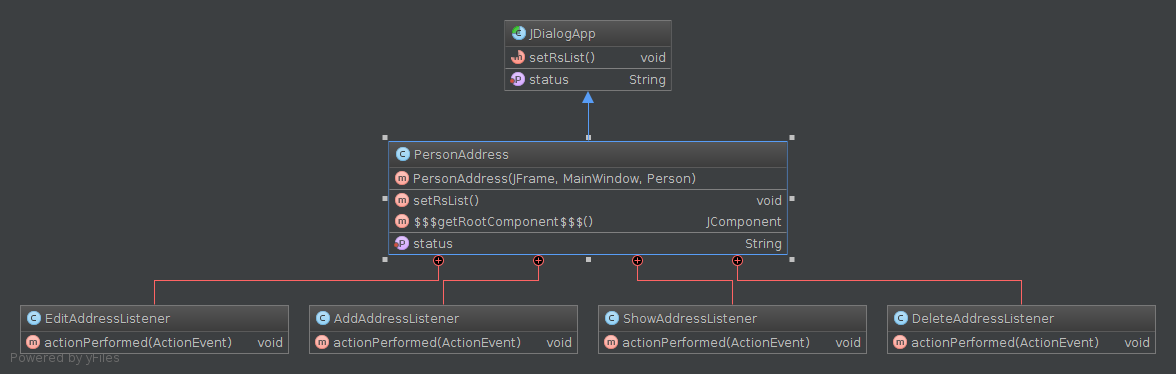 JDialogApp
setRsList() void
status String
PersonAddress
PersonAddress(JFrame, MainWindow, Person)
setRsList() void
$$$getRootComponent$$$() JComponent
status String
EditAddressListener
actionPerformed(ActionEvent) void
AddAddressListener
actionPerformed(ActionEvent) void
ShowAddressListener
actionPerformed(ActionEvent) void
DeleteAddressListener
actionPerformed(ActionEvent) void
Powered by yFiles